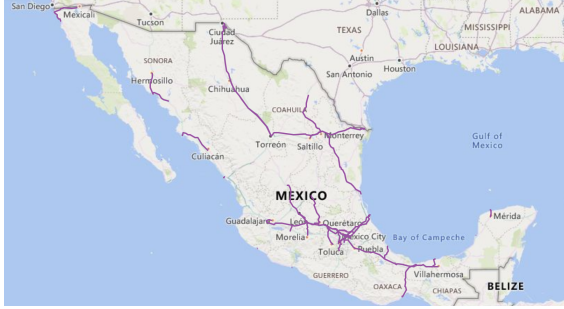 San Diego
Mexicali
Tucson
Dallas
ALABAMA
Ciudad
Juárez
TEXAS
MISSISSIPPI
LOUISIANA
Austin
San Antonio
Houston
SONORA
Hermosillo
Chihuahua
COAHUILA
Torreón
Saltillo
Monterrey
Gulf of
Mexico
Culiacán
MEXICO
Guadalajara
León
Querétaro
Mérida
Morelia
Mexico City
Bay of Campeche
Toluca
Puebla
Villahermosa
GUERRERO
OAXACA
CHIAPAS
BELIZE